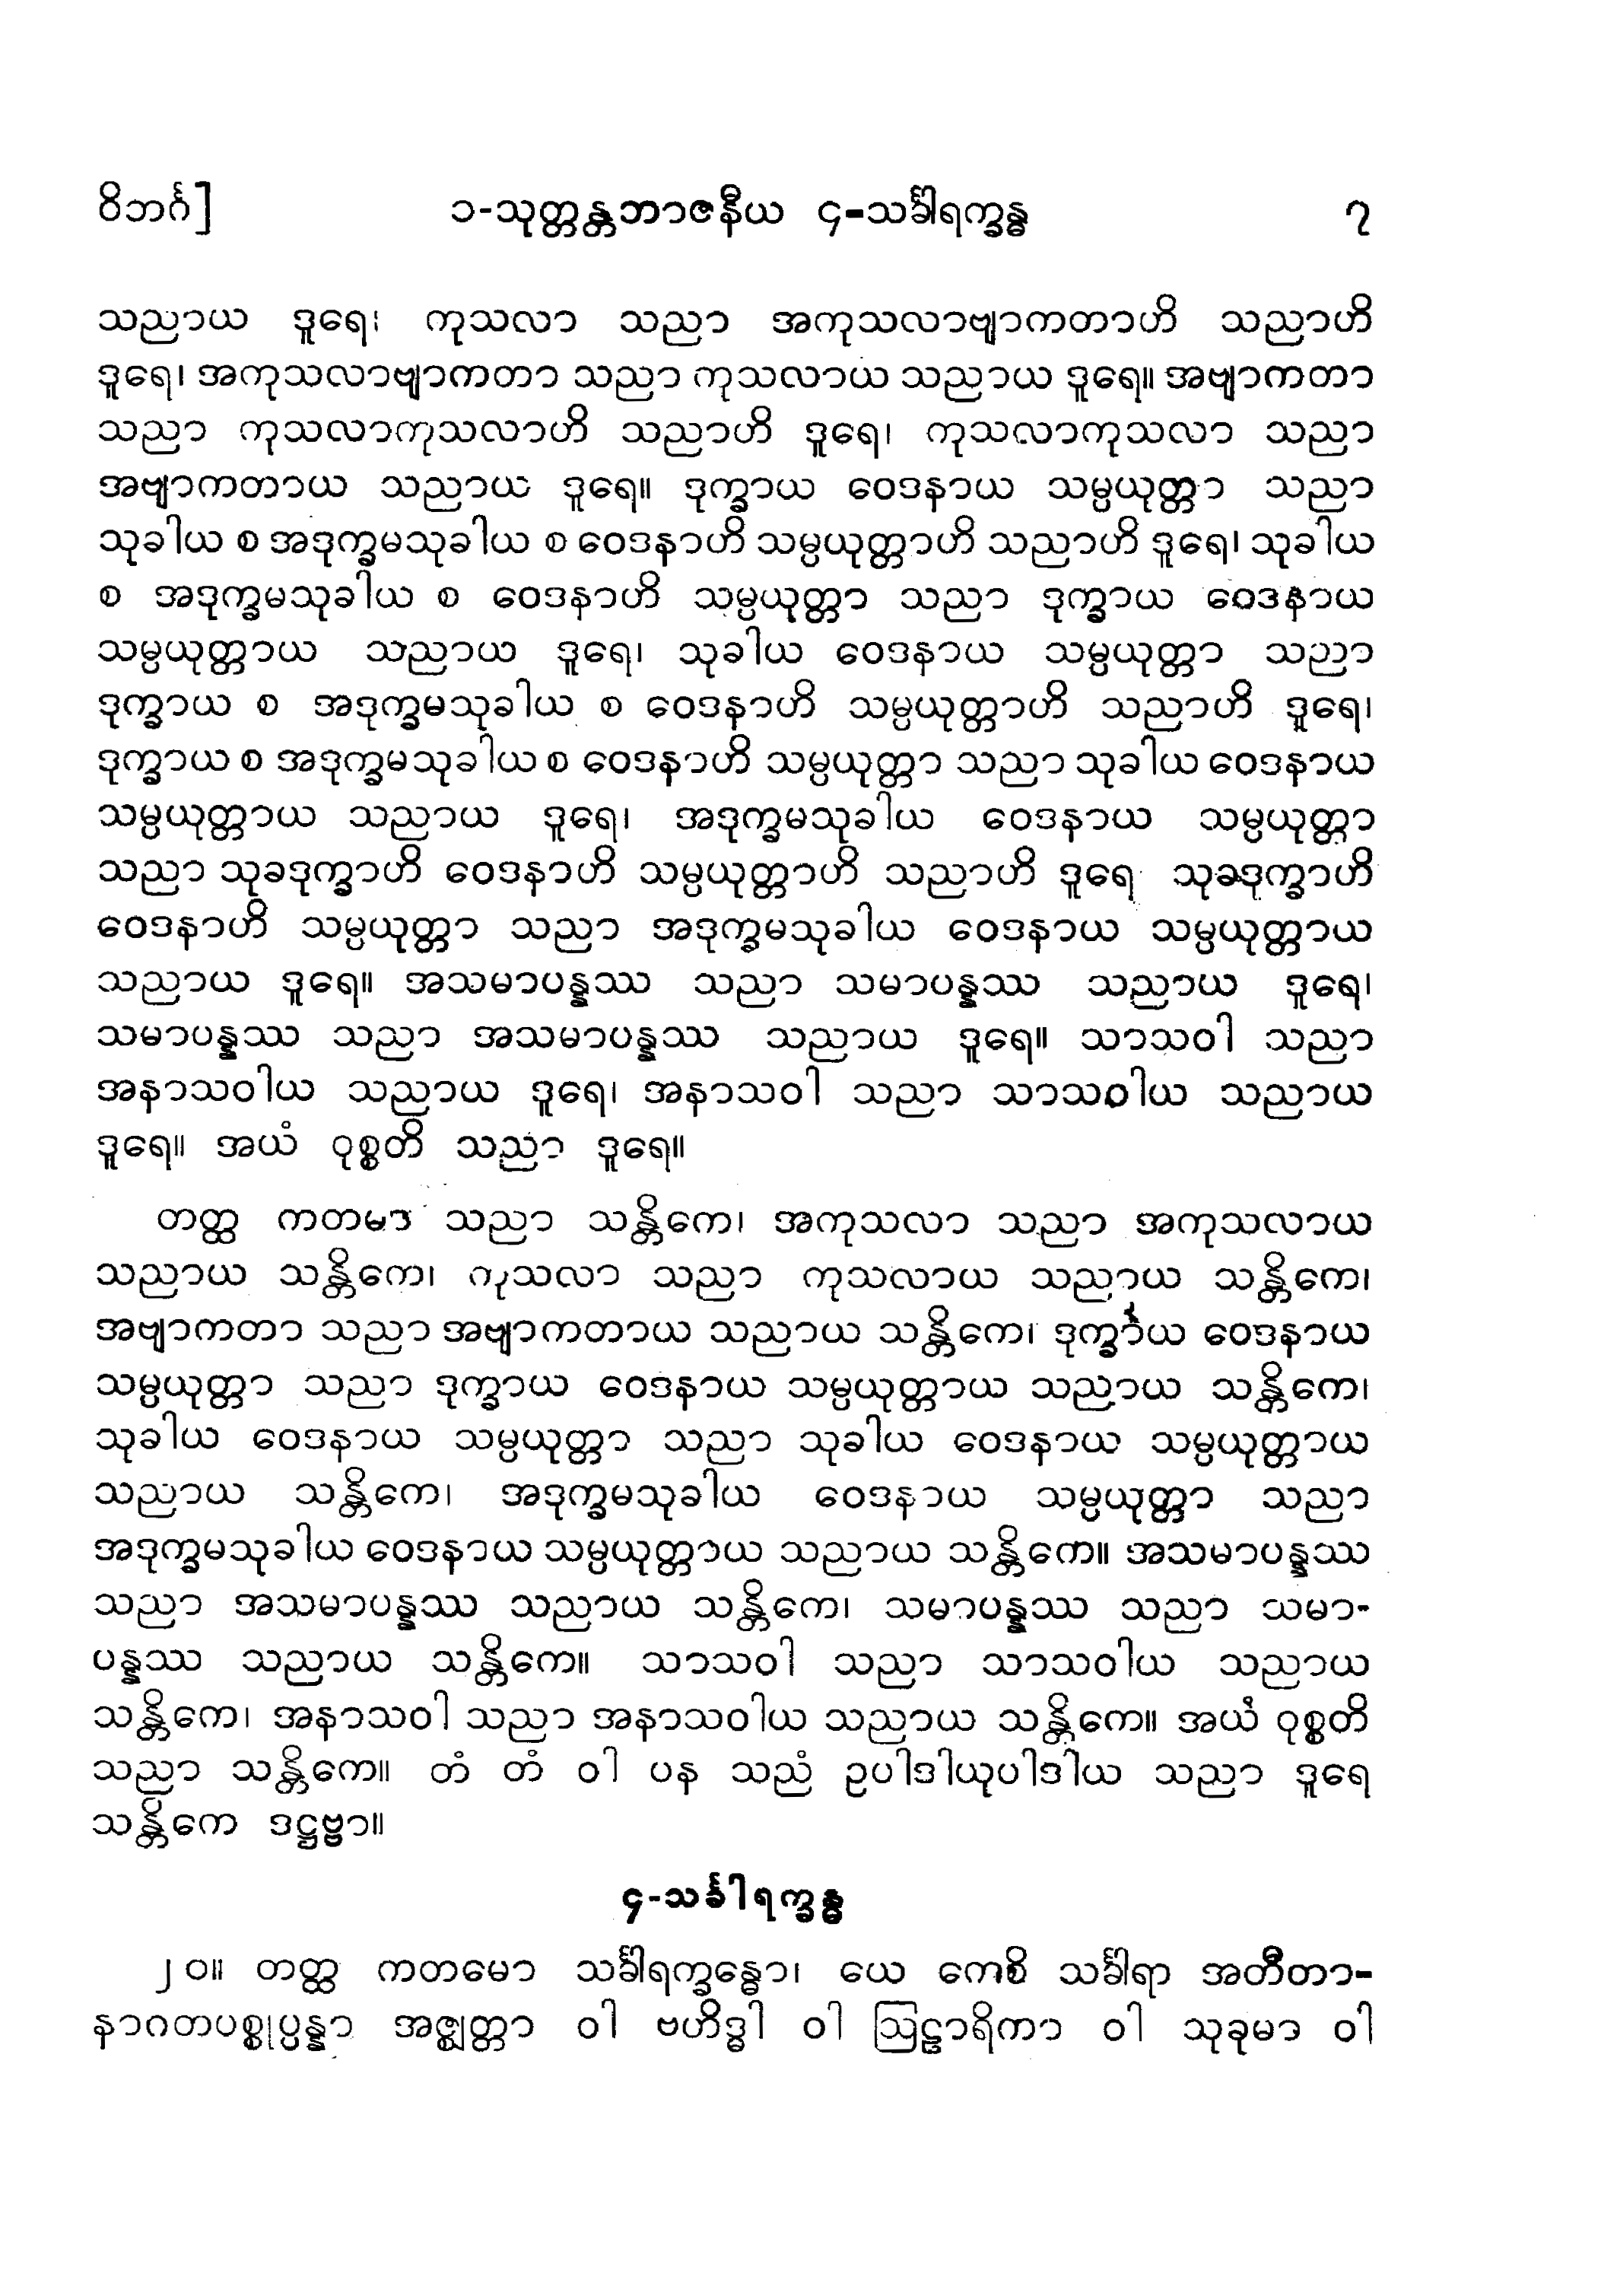 ဝိဘင်္ဂ] ၁-သုတ္တန္တဘာဇနီယ ၄-သင်္ခါရက္ခန္ဓ ၇
သညာယ ဒူရေ၊ ကုသလာ သညာ အကုသလာဗျာကတာဟိ သညာဟိ
ဒူရေ၊ အကုသလာဗျာကတာ သညာ ကုသလာယ သညာယ ဒူရေ။ အဗျာကတာ
သညာ ကုသလာကုသလာဟိ သညာဟိ ဒူရေ၊ ကုသလာကုသလာ သညာ
အဗျာကတာယ သညာယ ဒူရေ။ ဒုက္ခာယ ဝေဒနာယ သမ္ပယုတ္တာ သညာ
သုခါယ စ အဒုက္ခမသုခါယ စ ဝေဒနာဟိ သမ္ပယုတ္တာဟိ သညာဟိ ဒူရေ၊ သုခါယ
စ အဒုက္ခမသုခါယ စ ဝေဒနာဟိ သမ္ပယုတ္တာ သညာ ဒုက္ခာယ ဝေဒနာယ
သမ္ပယုတ္တာယ သညာယ ဒူရေ၊ သုခါယ ဝေဒနာယ သမ္ပယုတ္တာ သညာ
ဒုက္ခာယ စ အဒုက္ခမသုခါယ စ ဝေဒနာဟိ သမ္ပယုတ္တာဟိ သညာဟိ ဒူရေ၊
ဒုက္ခာယ စ အဒုက္ခမသုခါယ စ ဝေဒနာဟိ သမ္ပယုတ္တာ သညာ သုခါယ ဝေဒနာယ
သမ္ပယုတ္တာယ သညာယ ဒူရေ၊ အဒုက္ခမသုခါယ ဝေဒနာယ သမ္ပယုတ္တာ
သညာ သုခဒုက္ခာဟိ ဝေဒနာဟိ သမ္ပယုတ္တာဟိ သညာဟိ ဒူရေ သုခဒုက္ခာဟိ
ဝေဒနာဟိ သမ္ပယုတ္တာ သညာ အဒုက္ခမသုခါယ ဝေဒနာယ သမ္ပယုတ္တာယ
သညာယ ဒူရေ။ အသမာပန္နဿ သညာ သမာပန္နဿ သညာယ ဒူရေ၊
သမာပန္နဿ သညာ အသမာပန္နဿ သညာယ ဒူရေ။ သာသဝါ သညာ
အနာသဝါယ သညာယ ဒူရေ၊ အနာသဝါ သညာ သာသဝါယ သညာယ
ဒူရေ။ အယံ ဝုစ္စတိ သညာ ဒူရေ။
တတ္ထ ကတမာ သညာ သန္တိကေ၊ အကုသလာ သညာ အကုသလာယ
သညာယ သန္တိကေ၊ ကုသလာ သညာ ကုသလာယ သညာယ သန္တိကေ၊
အဗျာကတာ သညာ အဗျာကတာယ သညာယ သန္တိကေ၊ ဒုက္ခာယ ဝေဒနာယ
သမ္ပယုတ္တာ သညာ ဒုက္ခာယ ဝေဒနာယ သမ္ပယုတ္တာယ သညာယ သန္တိကေ၊
သုခါယ ဝေဒနာယ သမ္ပယုတ္တာ သညာ သုခါယ ဝေဒနာယ သမ္ပယုတ္တာယ
သညာယ သန္တိကေ၊ အဒုက္ခမသုခါယ ဝေဒနာယ သမ္ပယုတ္တာ သညာ
အဒုက္ခမသုခါယ ဝေဒနာယ သမ္ပယုတ္တာယ သညာယ သန္တိကေ။ အသမာပန္နဿ
သညာ အသမာပန္နဿ သညာယ သန္တိကေ၊ သမာပန္နဿ သညာ သမာ-
ပန္နဿ သညာယ သန္တိကေ။ သာသဝါ သညာ သာသဝါယ သညာယ
သန္တိကေ၊ အနာသဝါ သညာ အနာသဝါယ သညာယ သန္တိကေ။ အယံ ဝုစ္စတိ
သညာ သန္တိကေ။ တံ တံ ဝါ ပန သညံ ဥပါဒါယုပါဒါယ သညာ ဒူရေ
သန္တိကေ ဒဋ္ဌဗ္ဗာ။
၄-သင်္ခါရက္ခန္ဓ
၂၀။ တတ္ထ ကတမော သင်္ခါရက္ခန္ဓော၊ ယေ ကေစိ သင်္ခါရာ အတီတာ-
နာဂတပစ္စုပ္ပန္နာ အဇ္ဈတ္တာ ဝါ ဗဟိဒ္ဓါ ဝါ ဩဠာရိကာ ဝါ သုခုမာ ဝါ